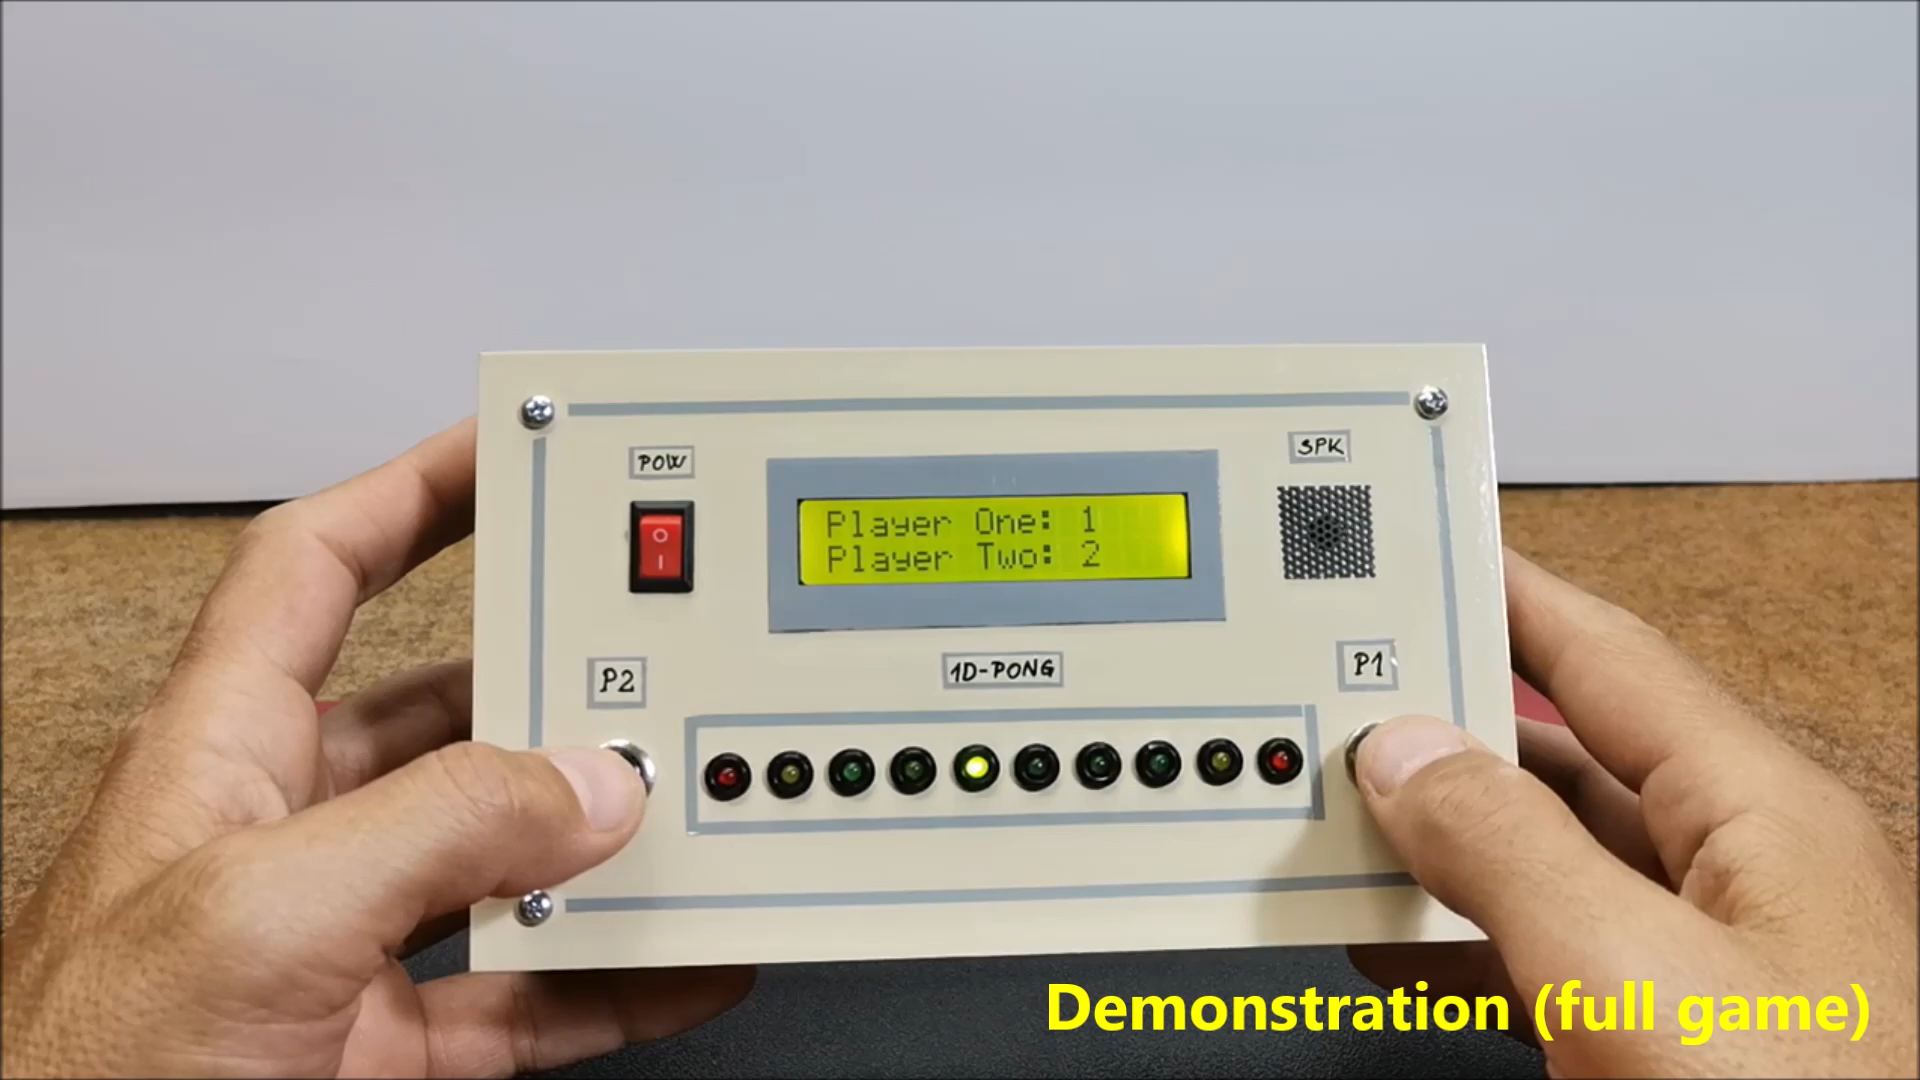 POW
SPK
Player One: 1
Player Two: 2
P2
1D-PONG
P1
Demonstration (full game)